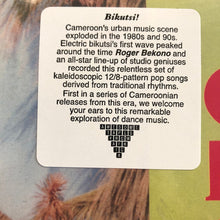 Bikutsi!
Cameroon's urban music scene
exploded in the 1980s and 90s.
Electric bikutsi's first wave peaked
around the time Roger Bekono and
an all-star line-up of studio geniuses
recorded this relentless set of
kaleidoscopic 12/8-pattern pop songs
derived from traditional rhythms.
First in a series of Cameroonian
releases from this era, we welcome
your ears to this remarkable
exploration of dance music.